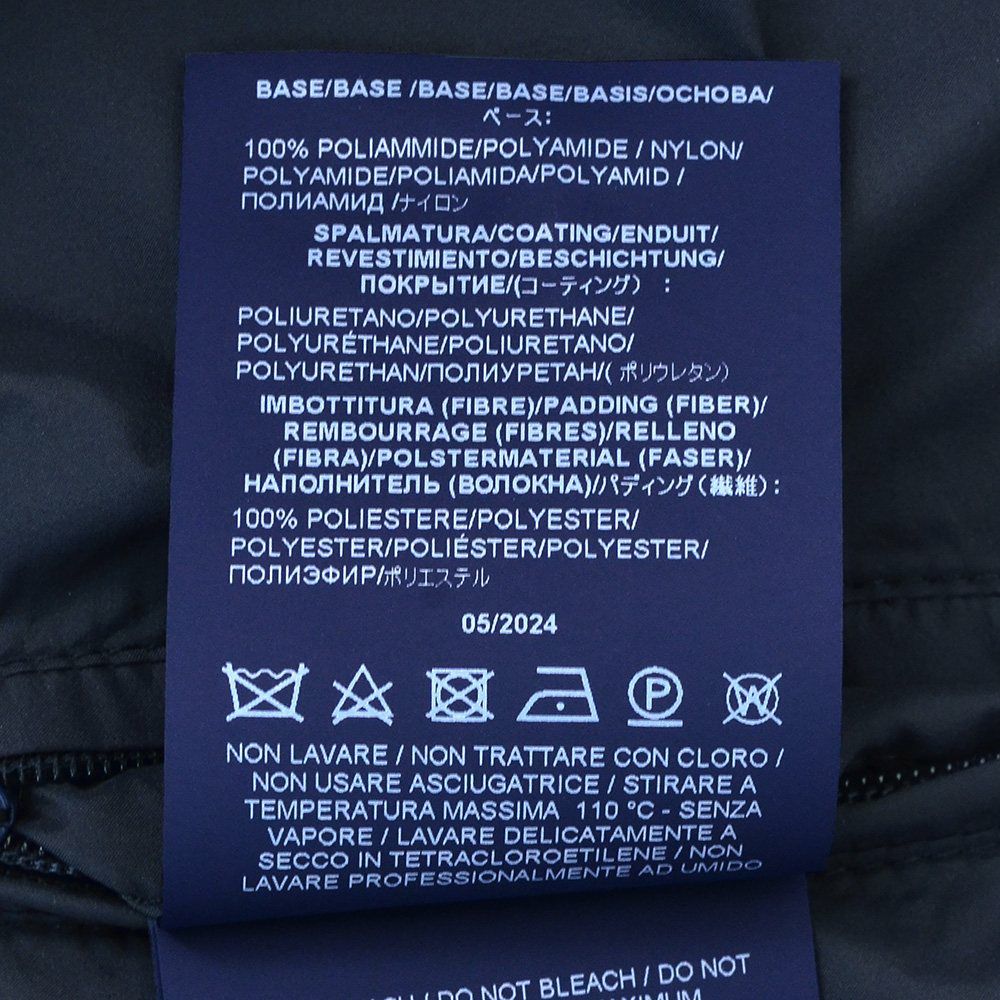 BASE/BASE /BASE/BASE/BASIS/ОСНОВА/
ベース:
100% POLIAMMIDE/POLYAMIDE / NYLON/
POLYAMIDE/POLIAMIDA/POLYAMID /
ПОЛИАМИД /ナイロン
SPALMATURA/COATING/ENDUIT/
REVESTIMIENTO/BESCHICHTUNG/
ПОКРЫТИЕ/(コーティング) :
POLIURETANO/POLYURETHANE/
POLYURÉTHANE/POLIURETANO/
POLYURETHAN/ПОЛИУРЕТАН/( ポリウレタン)
IMBOTTITURA (FIBRE)/PADDING (FIBER)/
REMBOURRAGE (FIBRES)/RELLENO
(FIBRA)/POLSTERMATERIAL (FASER)/
НАПОЛНИТЕЛЬ (ВОЛОКНА)/パディング(繊維):
100% POLIESTERE/POLYESTER/
POLYESTER/POLIÉSTER/POLYESTER/
ПОЛИЭФИР/ポリエステル
05/2024
P W
NON LAVARE / NON TRATTARE CON CLORO /
NON USARE ASCIUGATRICE / STIRARE A
TEMPERATURA MASSIMA 110 °C - SENZA
VAPORE / LAVARE DELICATAMENTE A
SECCO IN TETRACLOROETILENE / NON
LAVARE PROFESSIONALMENTE AD UMIDO
DO NOT BLEACH / DO NOT